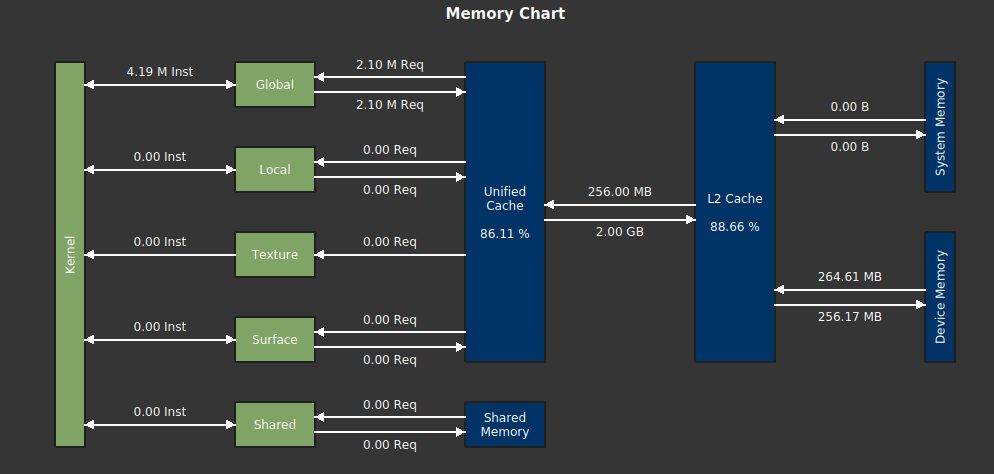 Memory Chart
Kernel
4.19 M Inst
Global
2.10 M Req
2.10 M Req
0.00 Inst
Local
0.00 Req
0.00 Req
0.00 Inst
Texture
0.00 Req
0.00 Inst
Surface
0.00 Req
0.00 Req
0.00 Inst
Shared
0.00 Req
0.00 Req
Unified
Cache
86.11 %
Shared
Memory
256.00 MB
2.00 GB
L2 Cache
88.66 %
0.00 B
0.00 B
System Memory
264.61 MB
256.17 MB
Device Memory